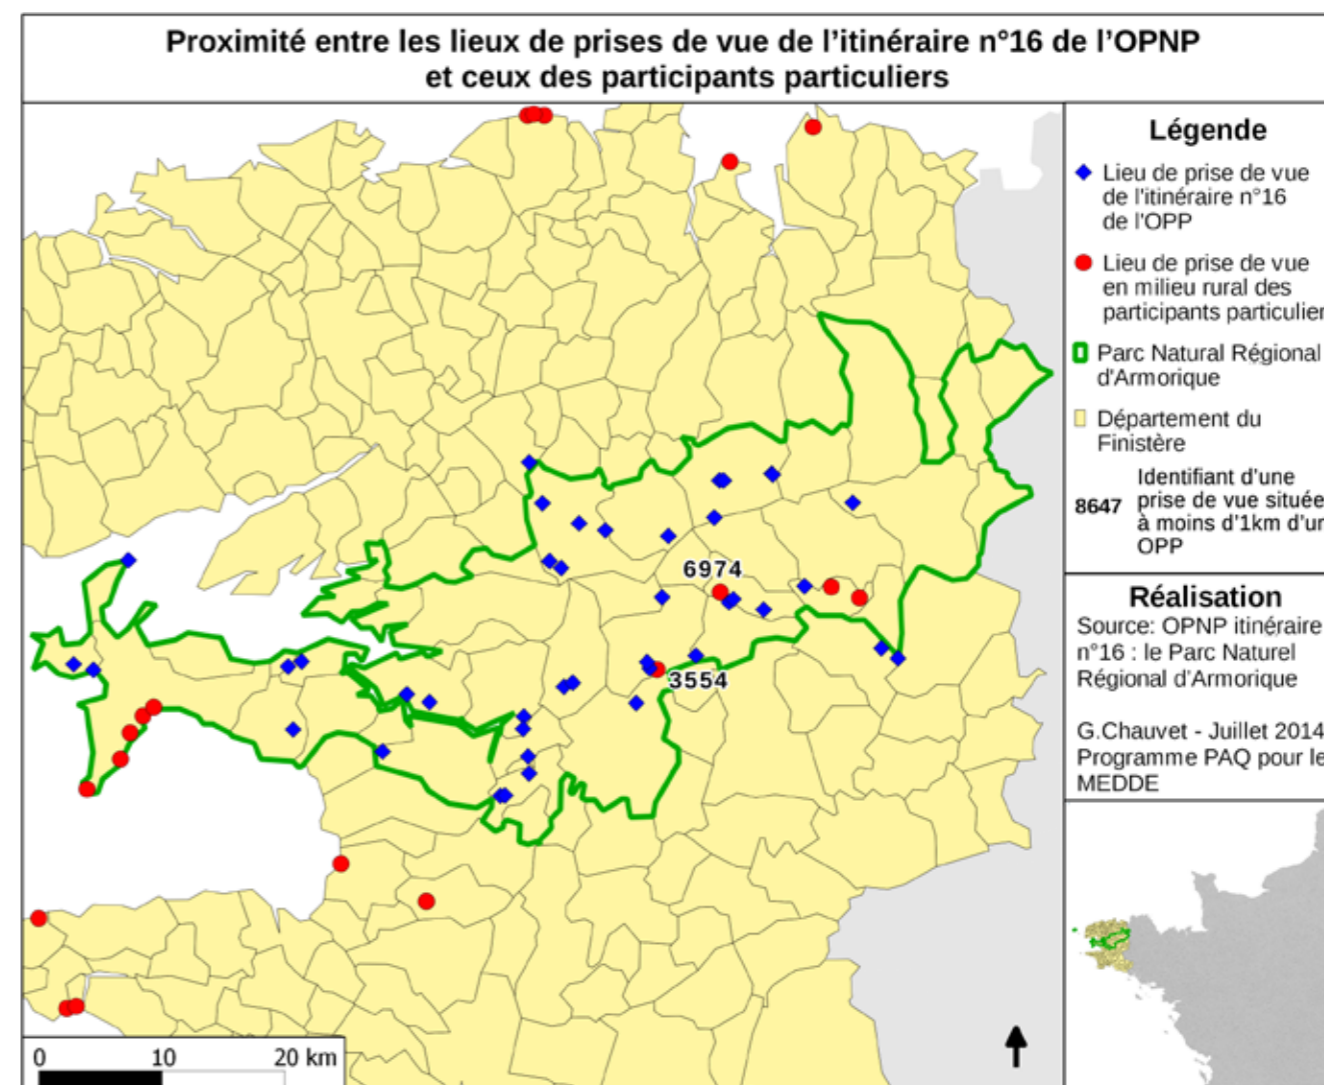 Proximité entre les lieux de prises de vue de l'itinéraire n°16 de l'OPNP
et ceux des participants particuliers
Légende
Lieu de prise de vue
de l'itinéraire n°16
de l'OPP
Lieu de prise de vue
en milieu rural des
participants particulier
Parc Natural Régional
d'Armorique
Département du
Finistère
8647
Identifiant d'une
prise de vue située
à moins d'1km d'un
OPP
6974
3554
Réalisation
Source: OPNP itinéraire
n°16 : le Parc Naturel
Régional d'Armorique
G.Chauvet - Juillet 2014
Programme PAQ pour le
MEDDE
0 10 20 km